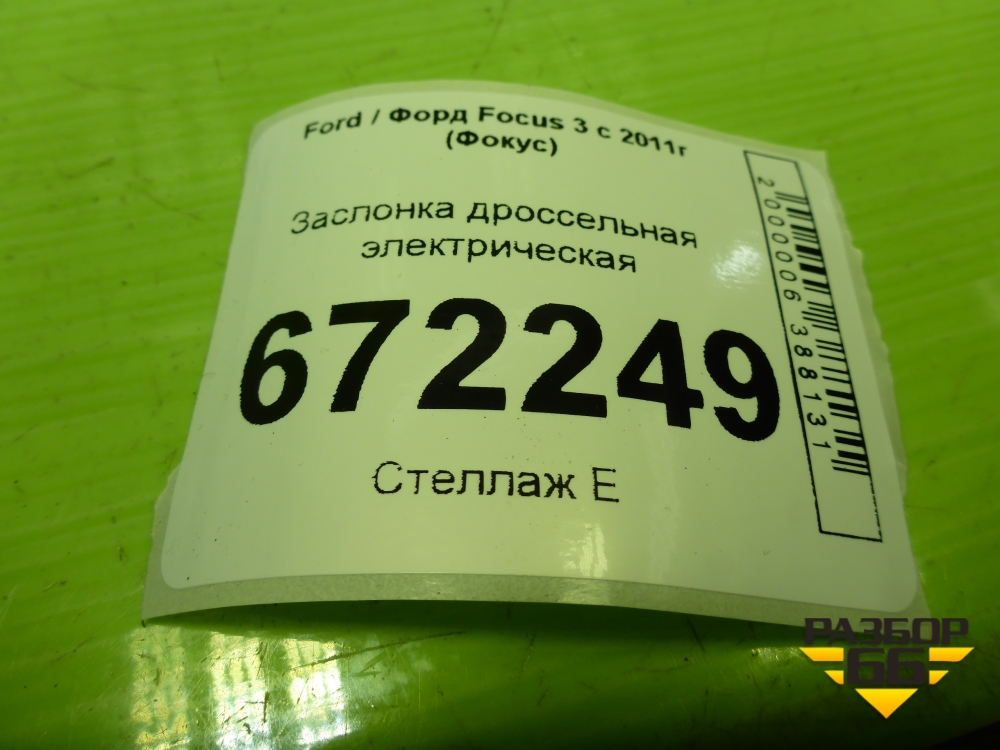 Ford / Форд Focus 3 с 2011г
(Фокус)
Заслонка дроссельная
электрическая
672249
Стеллаж Е
2000006388131
РАЗБОР
66